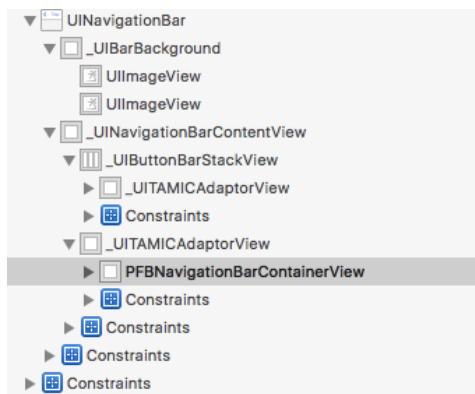 UINavigationBar
_UIBarBackground
UIImageView
UIImageView
_UINavigationBarContentView
_UIButtonBarStackView
_UITAMICAdaptorView
Constraints
_UITAMICAdaptorView
PFBNavigationBarContainerView
Constraints
Constraints
Constraints
Constraints